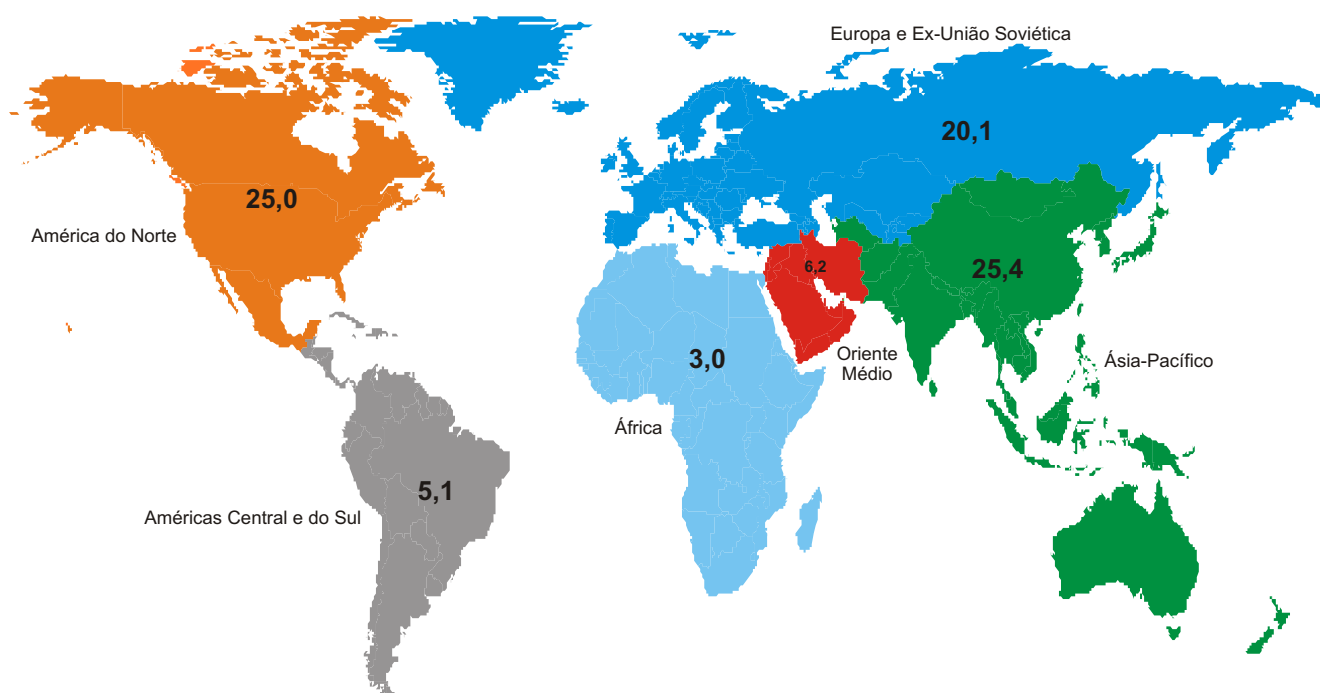 Europa e Ex-União Soviética
20,1
25,0
América do Norte
6,2
25,4
3,0
Oriente
Médio
Ásia-Pacífico
África
5,1
Américas Central e do Sul